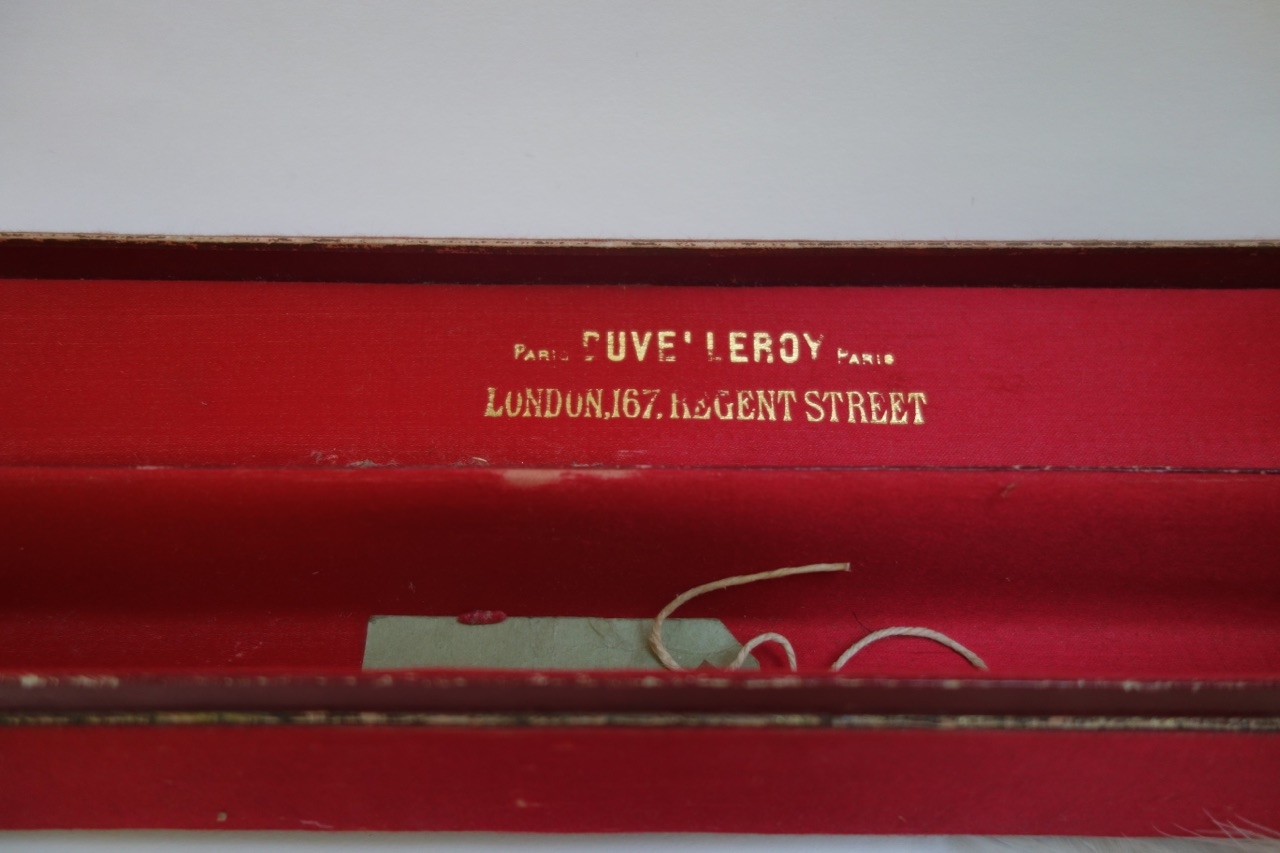 PARIS DUVELLEROY PARIS
LONDON, 167, REGENT STREET